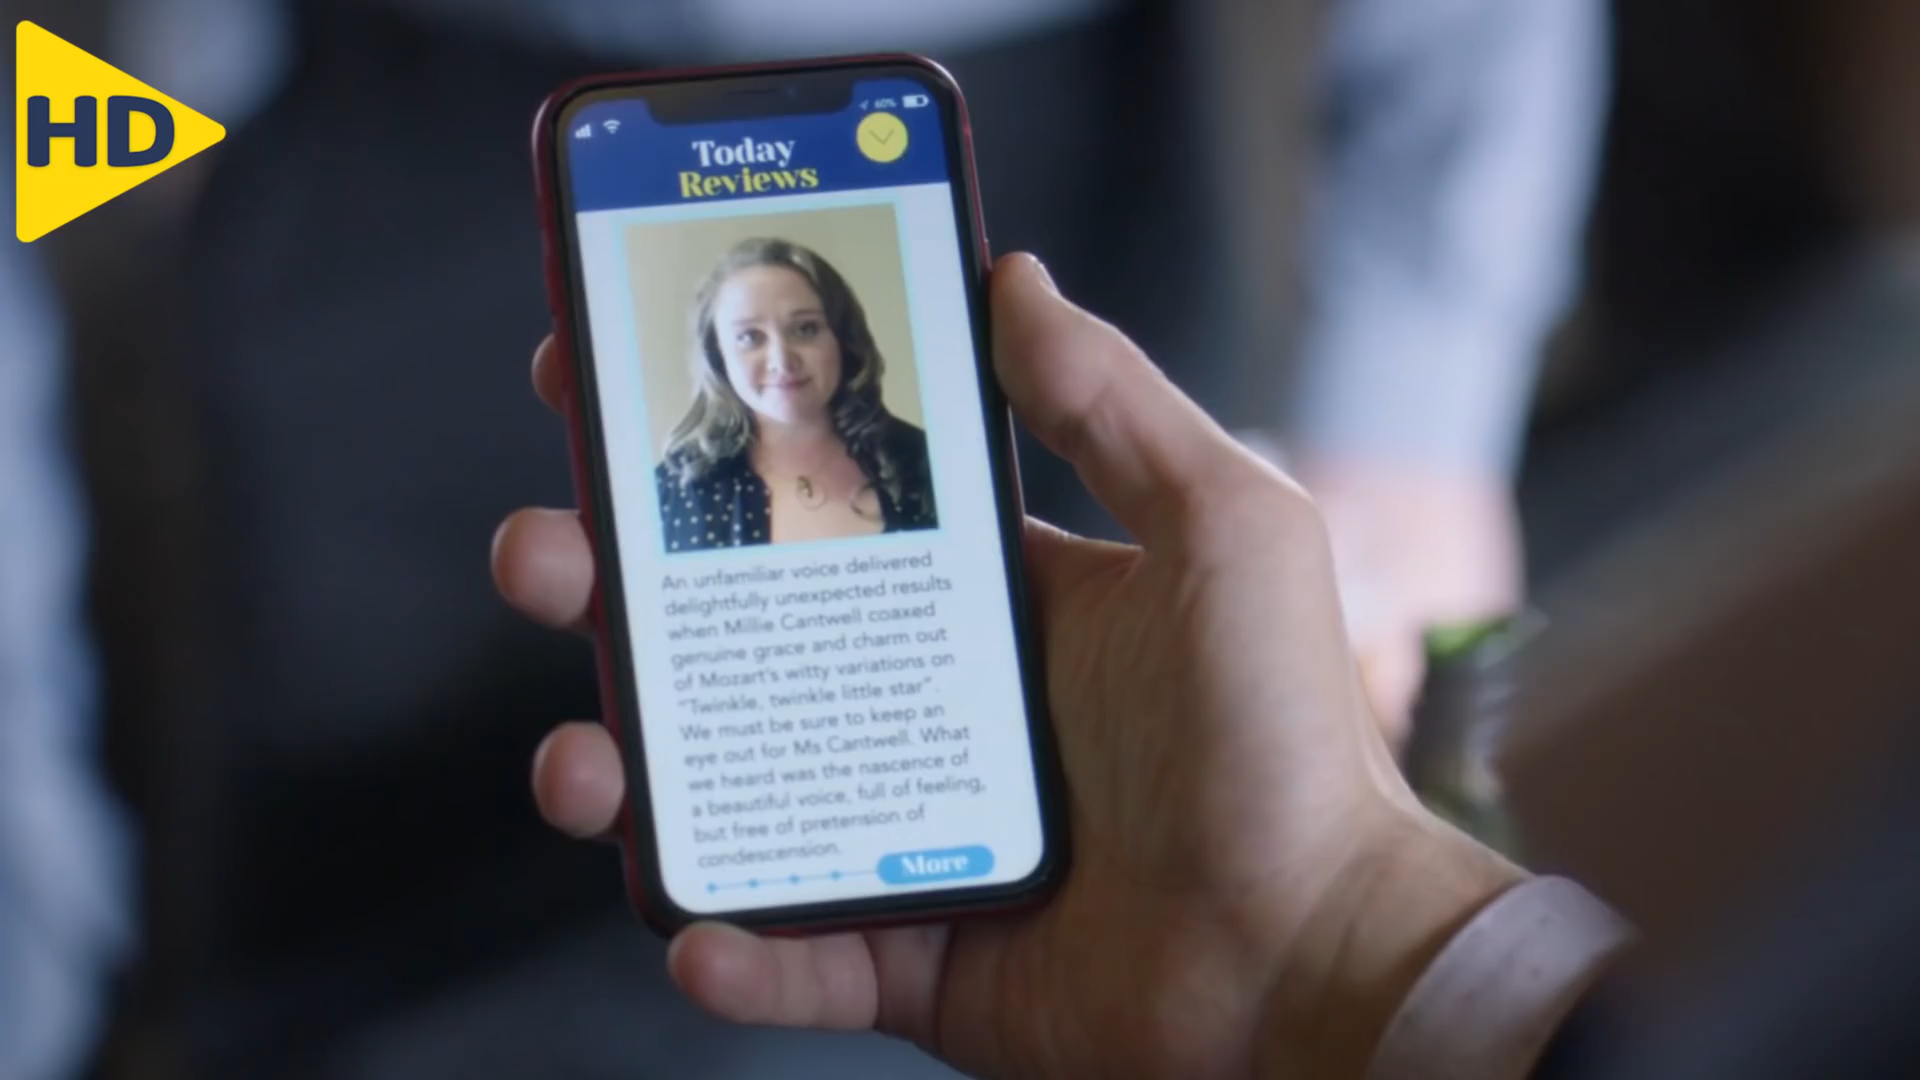 HD
60%
Today
Reviews
An unfamiliar voice delivered
delightfully unexpected results
when Millie Cantwell coaxed
genuine grace and charm out
of Mozart's witty variations on
"Twinkle, twinkle little star".
We must be sure to keep an
eye out for Ms Cantwell. What
we heard was the nascence of
a beautiful voice, full of feeling,
but free of pretension of
condescension.
More